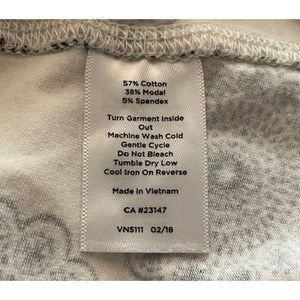 57% Cotton
38% Modal
5% Spandex
Turn Garment Inside
Out
Machine Wash Cold
Gentle Cycle
Do Not Bleach
Tumble Dry Low
Cool Iron On Reverse
Made in Vietnam
CA #23147
VN5111 02/18